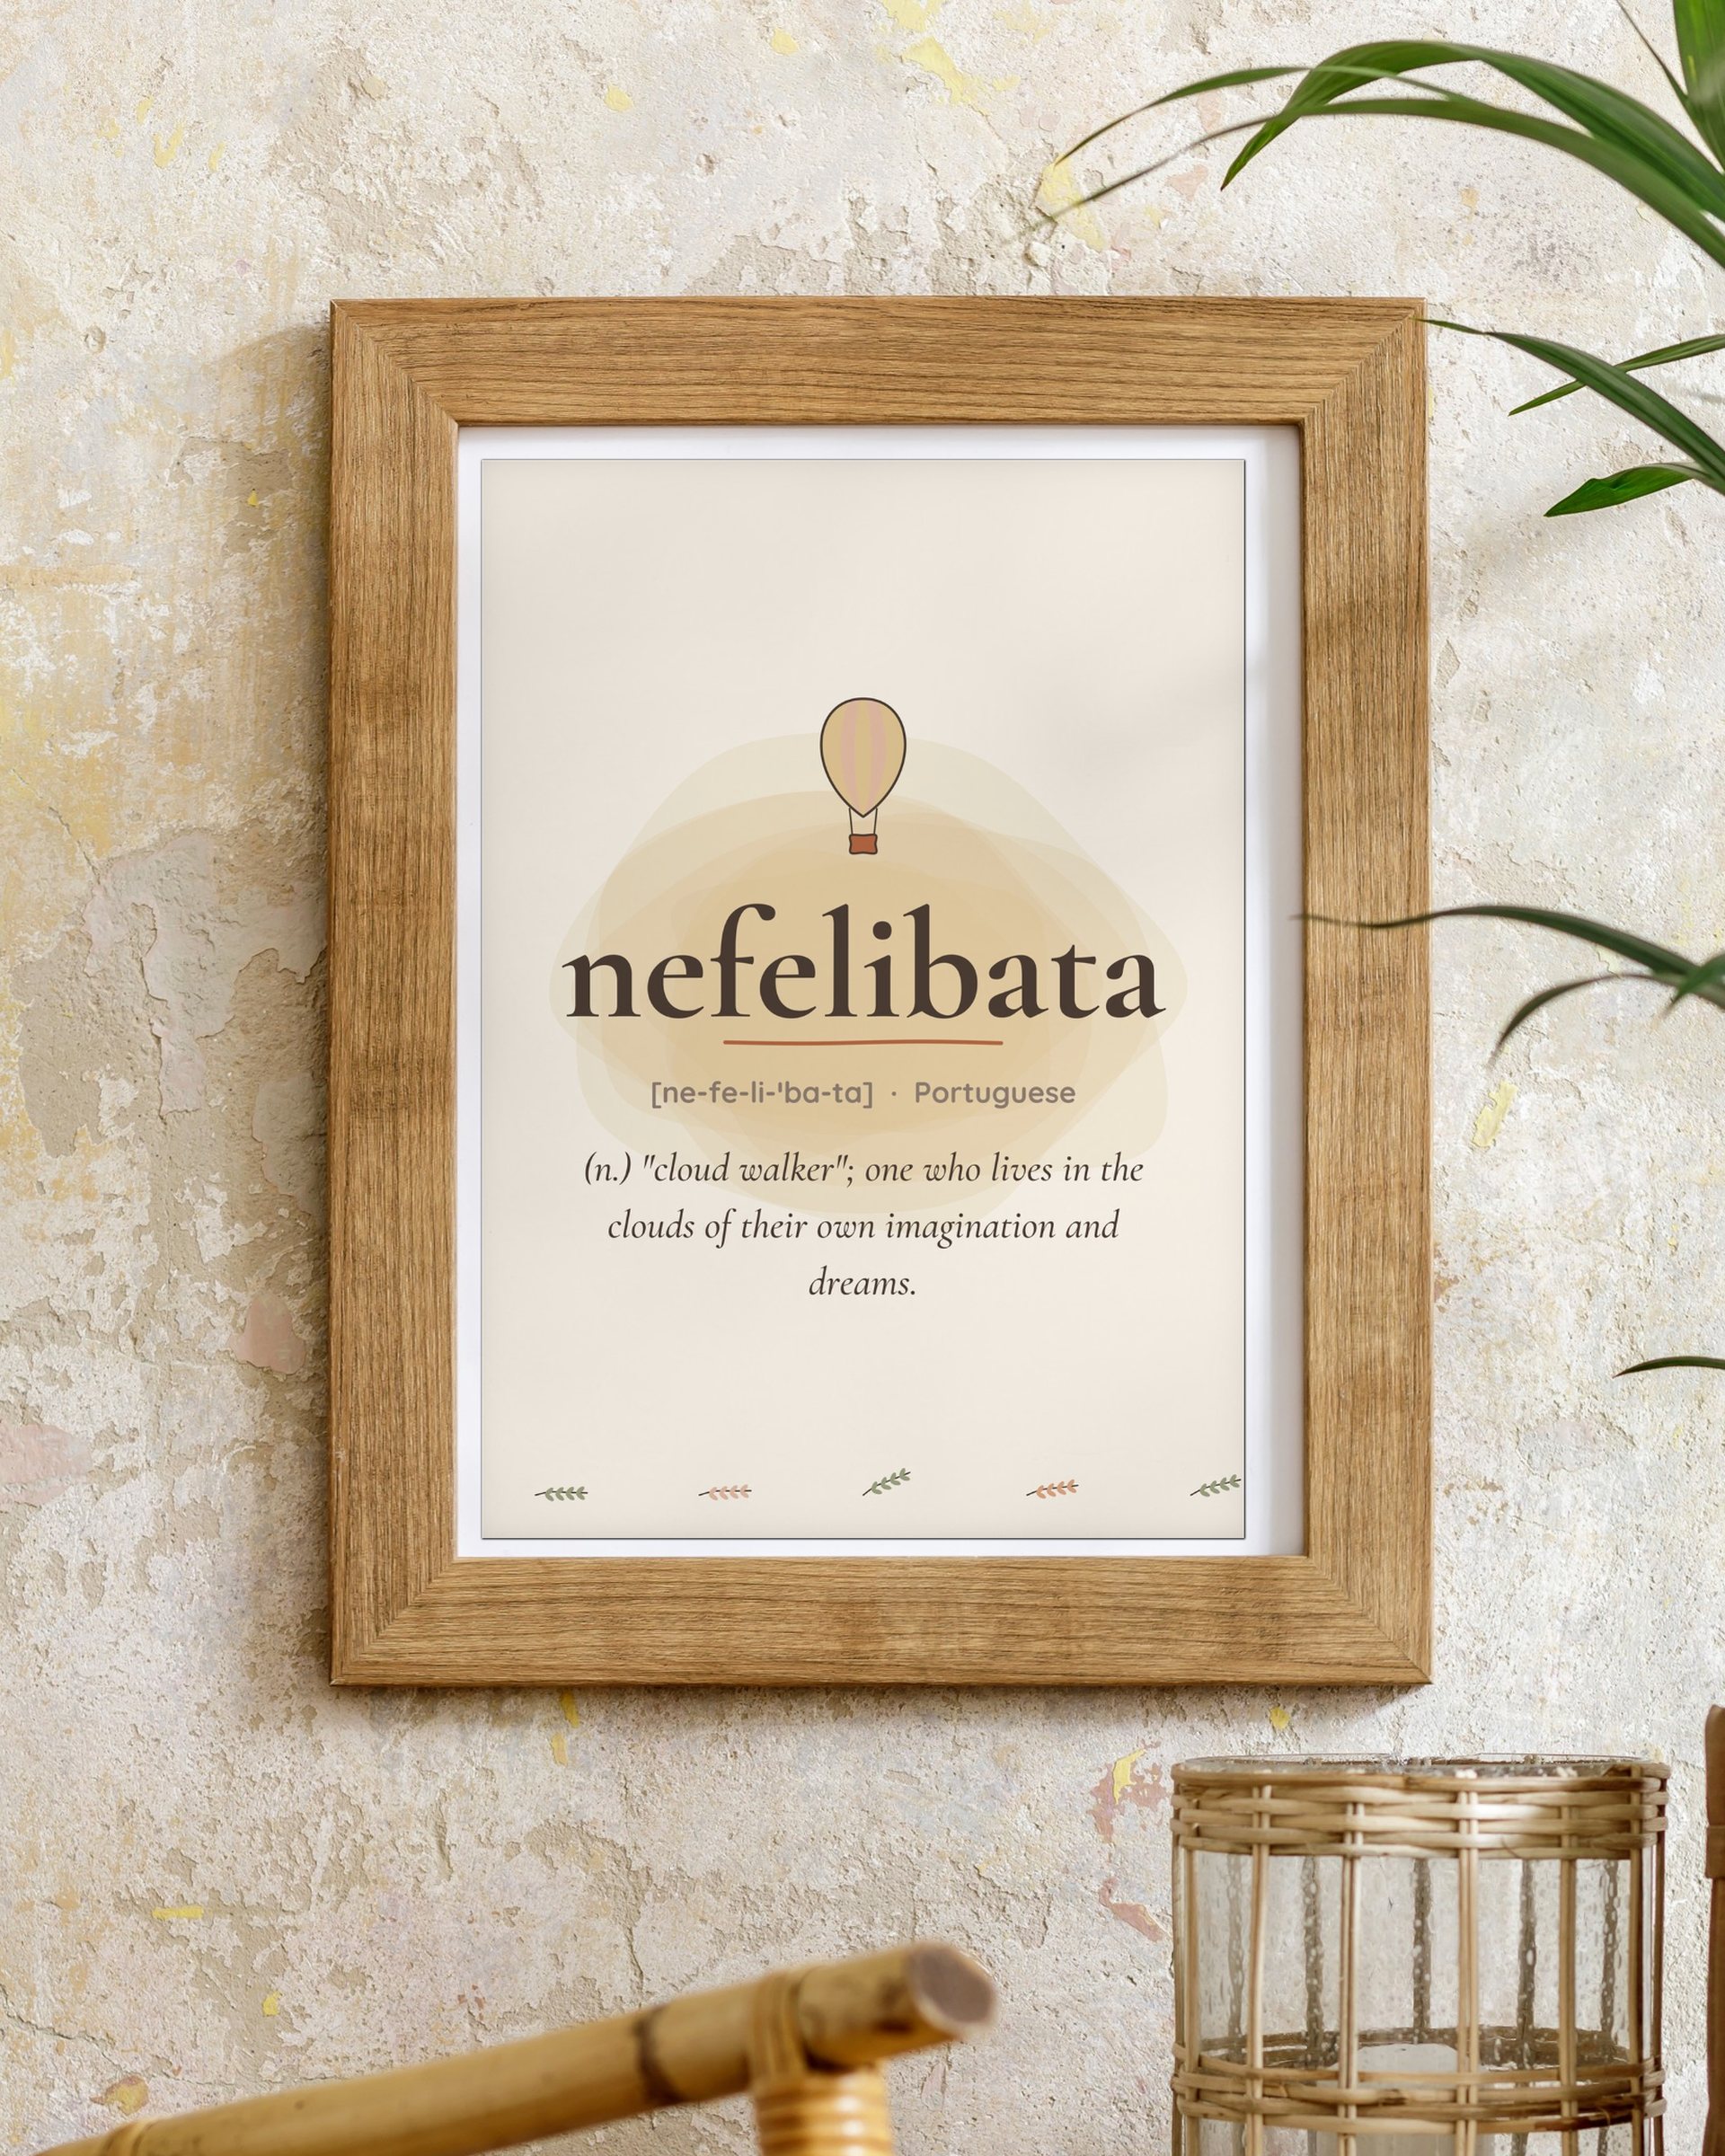 nefelibata
[ne-fe-li-'ba-ta] · Portuguese
(n.) "cloud walker"; one who lives in the
clouds of their own imagination and
dreams.